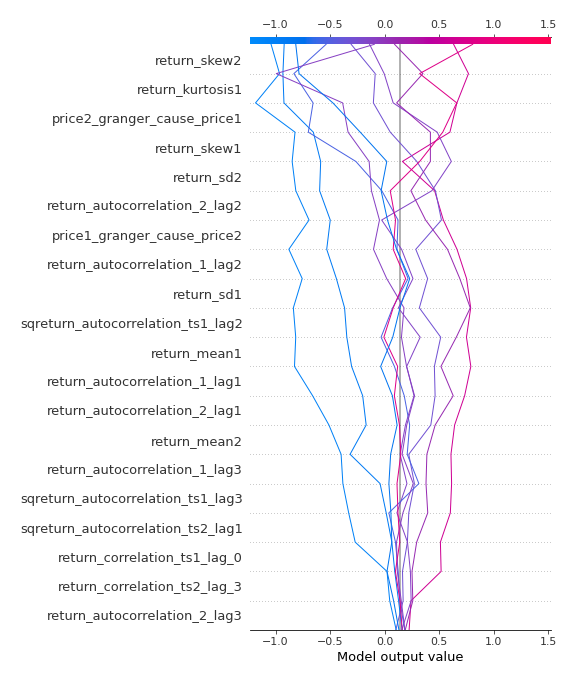 −1.0 −0.5 0.0 0.5 1.0 1.5
return_skew2
return_kurtosis1
price2_granger_cause_price1
return_skew1
return_sd2
return_autocorrelation_2_lag2
price1_granger_cause_price2
return_autocorrelation_1_lag2
return_sd1
sqreturn_autocorrelation_ts1_lag2
return_mean1
return_autocorrelation_1_lag1
return_autocorrelation_2_lag1
return_mean2
return_autocorrelation_1_lag3
sqreturn_autocorrelation_ts1_lag3
sqreturn_autocorrelation_ts2_lag1
return_correlation_ts1_lag_0
return_correlation_ts2_lag_3
return_autocorrelation_2_lag3
−1.0 −0.5 0.0 0.5 1.0 1.5
Model output value